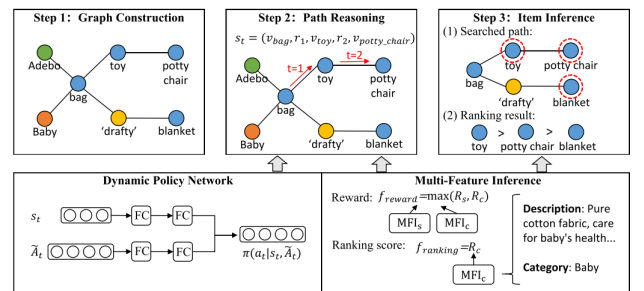 Step 1: Graph Construction
Adebo
toy
potty
chair
bag
Baby
'drafty'
blanket
Step 2: Path Reasoning
s_t = (v_bag, r_1, v_toy, r_2, v_potty_chair)
Adebo
t=1
toy
t=2
potty
chair
bag
Baby
'drafty'
blanket
Step 3: Item Inference
(1) Searched path:
toy
potty chair
bag
'drafty'
blanket
(2) Ranking result:
toy > potty chair > blanket
Dynamic Policy Network
s_t
FC
FC
Ã_t
FC
FC
π(a_t|s_t, Ã_t)
Multi-Feature Inference
Reward: f_reward=max(R_s, R_c)
MFI_s
MFI_c
Ranking score: f_ranking=R_c
MFI_c
Description: Pure
cotton fabric, care
for baby's health...
Category: Baby